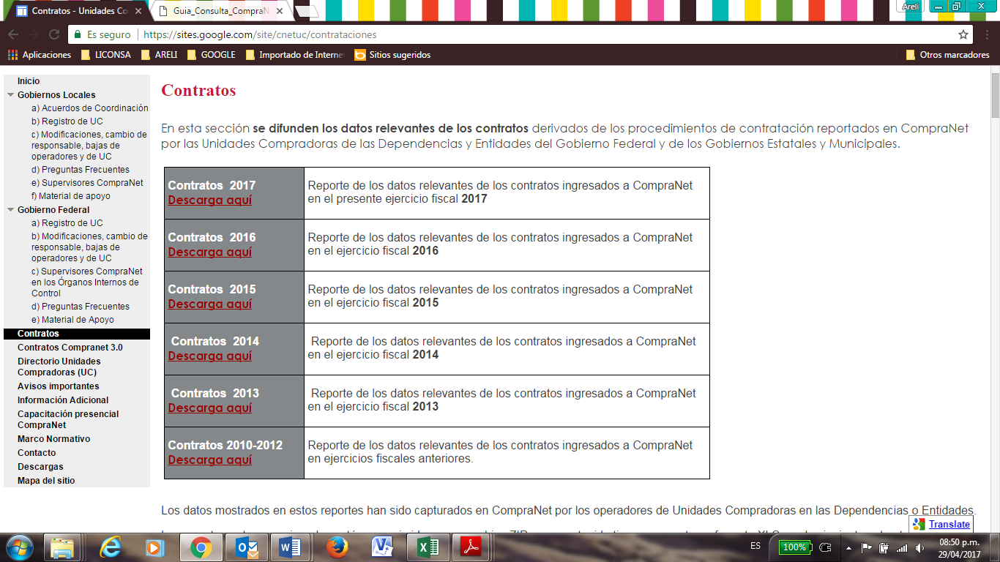 Contratos - Unidades Co
Guia_Consulta_CompraN
Areli
Es seguro
https://sites.google.com/site/cnetuc/contrataciones
Aplicaciones
LICONSA
ARELI
GOOGLE
Importado de Interne
Sitios sugeridos
Otros marcadores
Inicio
Gobiernos Locales
a) Acuerdos de Coordinación
b) Registro de UC
c) Modificaciones, cambio de
responsable, bajas de
operadores y de UC
d) Preguntas Frecuentes
e) Supervisores CompraNet
f) Material de apoyo
Gobierno Federal
a) Registro de UC
b) Modificaciones, cambio de
responsable, bajas de
operadores y de UC
c) Supervisores CompraNet
en los Órganos Internos de
Control
d) Preguntas Frecuentes
e) Material de Apoyo
Contratos
Contratos Compranet 3.0
Directorio Unidades
Compradoras (UC)
Avisos importantes
Información Adicional
Capacitación presencial
CompraNet
Marco Normativo
Contacto
Descargas
Mapa del sitio
Contratos
En esta sección se difunden los datos relevantes de los contratos derivados de los procedimientos de contratación reportados en CompraNet
por las Unidades Compradoras de las Dependencias y Entidades del Gobierno Federal y de los Gobiernos Estatales y Municipales.
Contratos 2017
Descarga aquí
Reporte de los datos relevantes de los contratos ingresados a CompraNet
en el presente ejercicio fiscal 2017
Contratos 2016
Descarga aquí
Reporte de los datos relevantes de los contratos ingresados a CompraNet
en el ejercicio fiscal 2016
Contratos 2015
Descarga aquí
Reporte de los datos relevantes de los contratos ingresados a CompraNet
en el ejercicio fiscal 2015
Contratos 2014
Descarga aquí
Reporte de los datos relevantes de los contratos ingresados a CompraNet
en el ejercicio fiscal 2014
Contratos 2013
Descarga aquí
Reporte de los datos relevantes de los contratos ingresados a CompraNet
en el ejercicio fiscal 2013
Contratos 2010-2012
Descarga aquí
Reporte de los datos relevantes de los contratos ingresados a CompraNet
en ejercicios fiscales anteriores.
Los datos mostrados en estos reportes han sido capturados en CompraNet por los operadores de Unidades Compradoras en las Dependencias o Entidades.
Translate
ES
100%
08:50 p.m.
29/04/2017